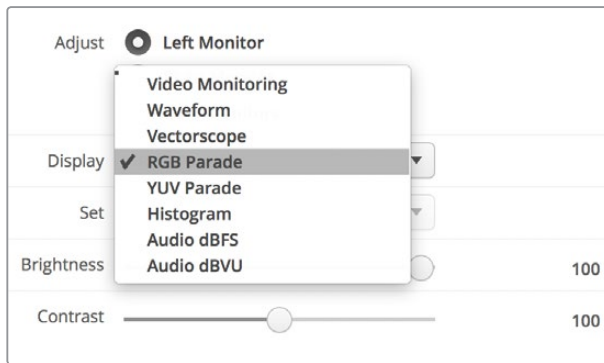 Adjust Left Monitor
Video Monitoring
Waveform
Vectorscope
Display ✓ RGB Parade
YUV Parade
Set Histogram
Audio dBFS
Brightness Audio dBVU 100
Contrast 100